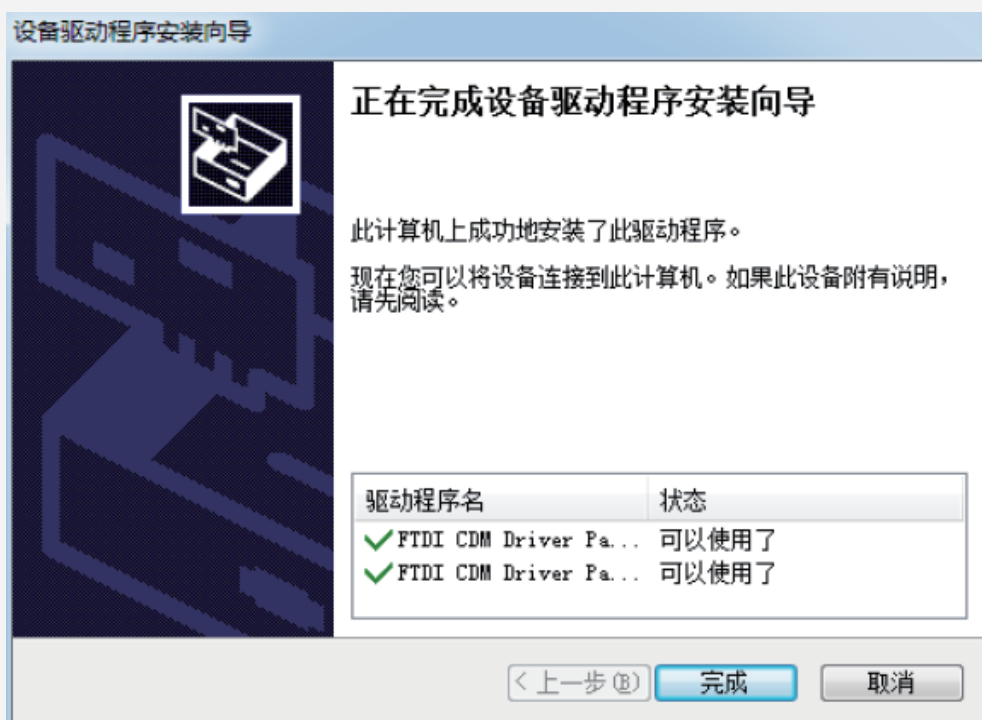 设备驱动程序安装向导
正在完成设备驱动程序安装向导
此计算机上成功地安装了此驱动程序。
现在您可以将设备连接到此计算机。如果此设备附有说明，
请先阅读。
驱动程序名 状态
FTDI CDM Driver Pa... 可以使用了
FTDI CDM Driver Pa... 可以使用了
< 上一步(B) 完成 取消